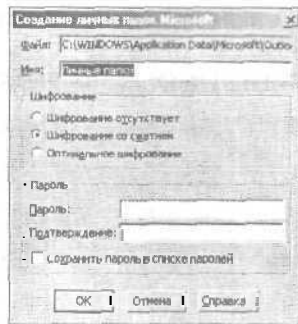 Создание личных папок Microsoft
Файл: C:\WINDOWS\Application Data\Microsoft\Outloo
Имя: Личные папки
Шифрование
Шифрование отсутствует
Шифрование со сжатием
Оптимальное шифрование
Пароль
Пароль:
Подтверждение:
Сохранить пароль в списке паролей
OK Отмена Справка